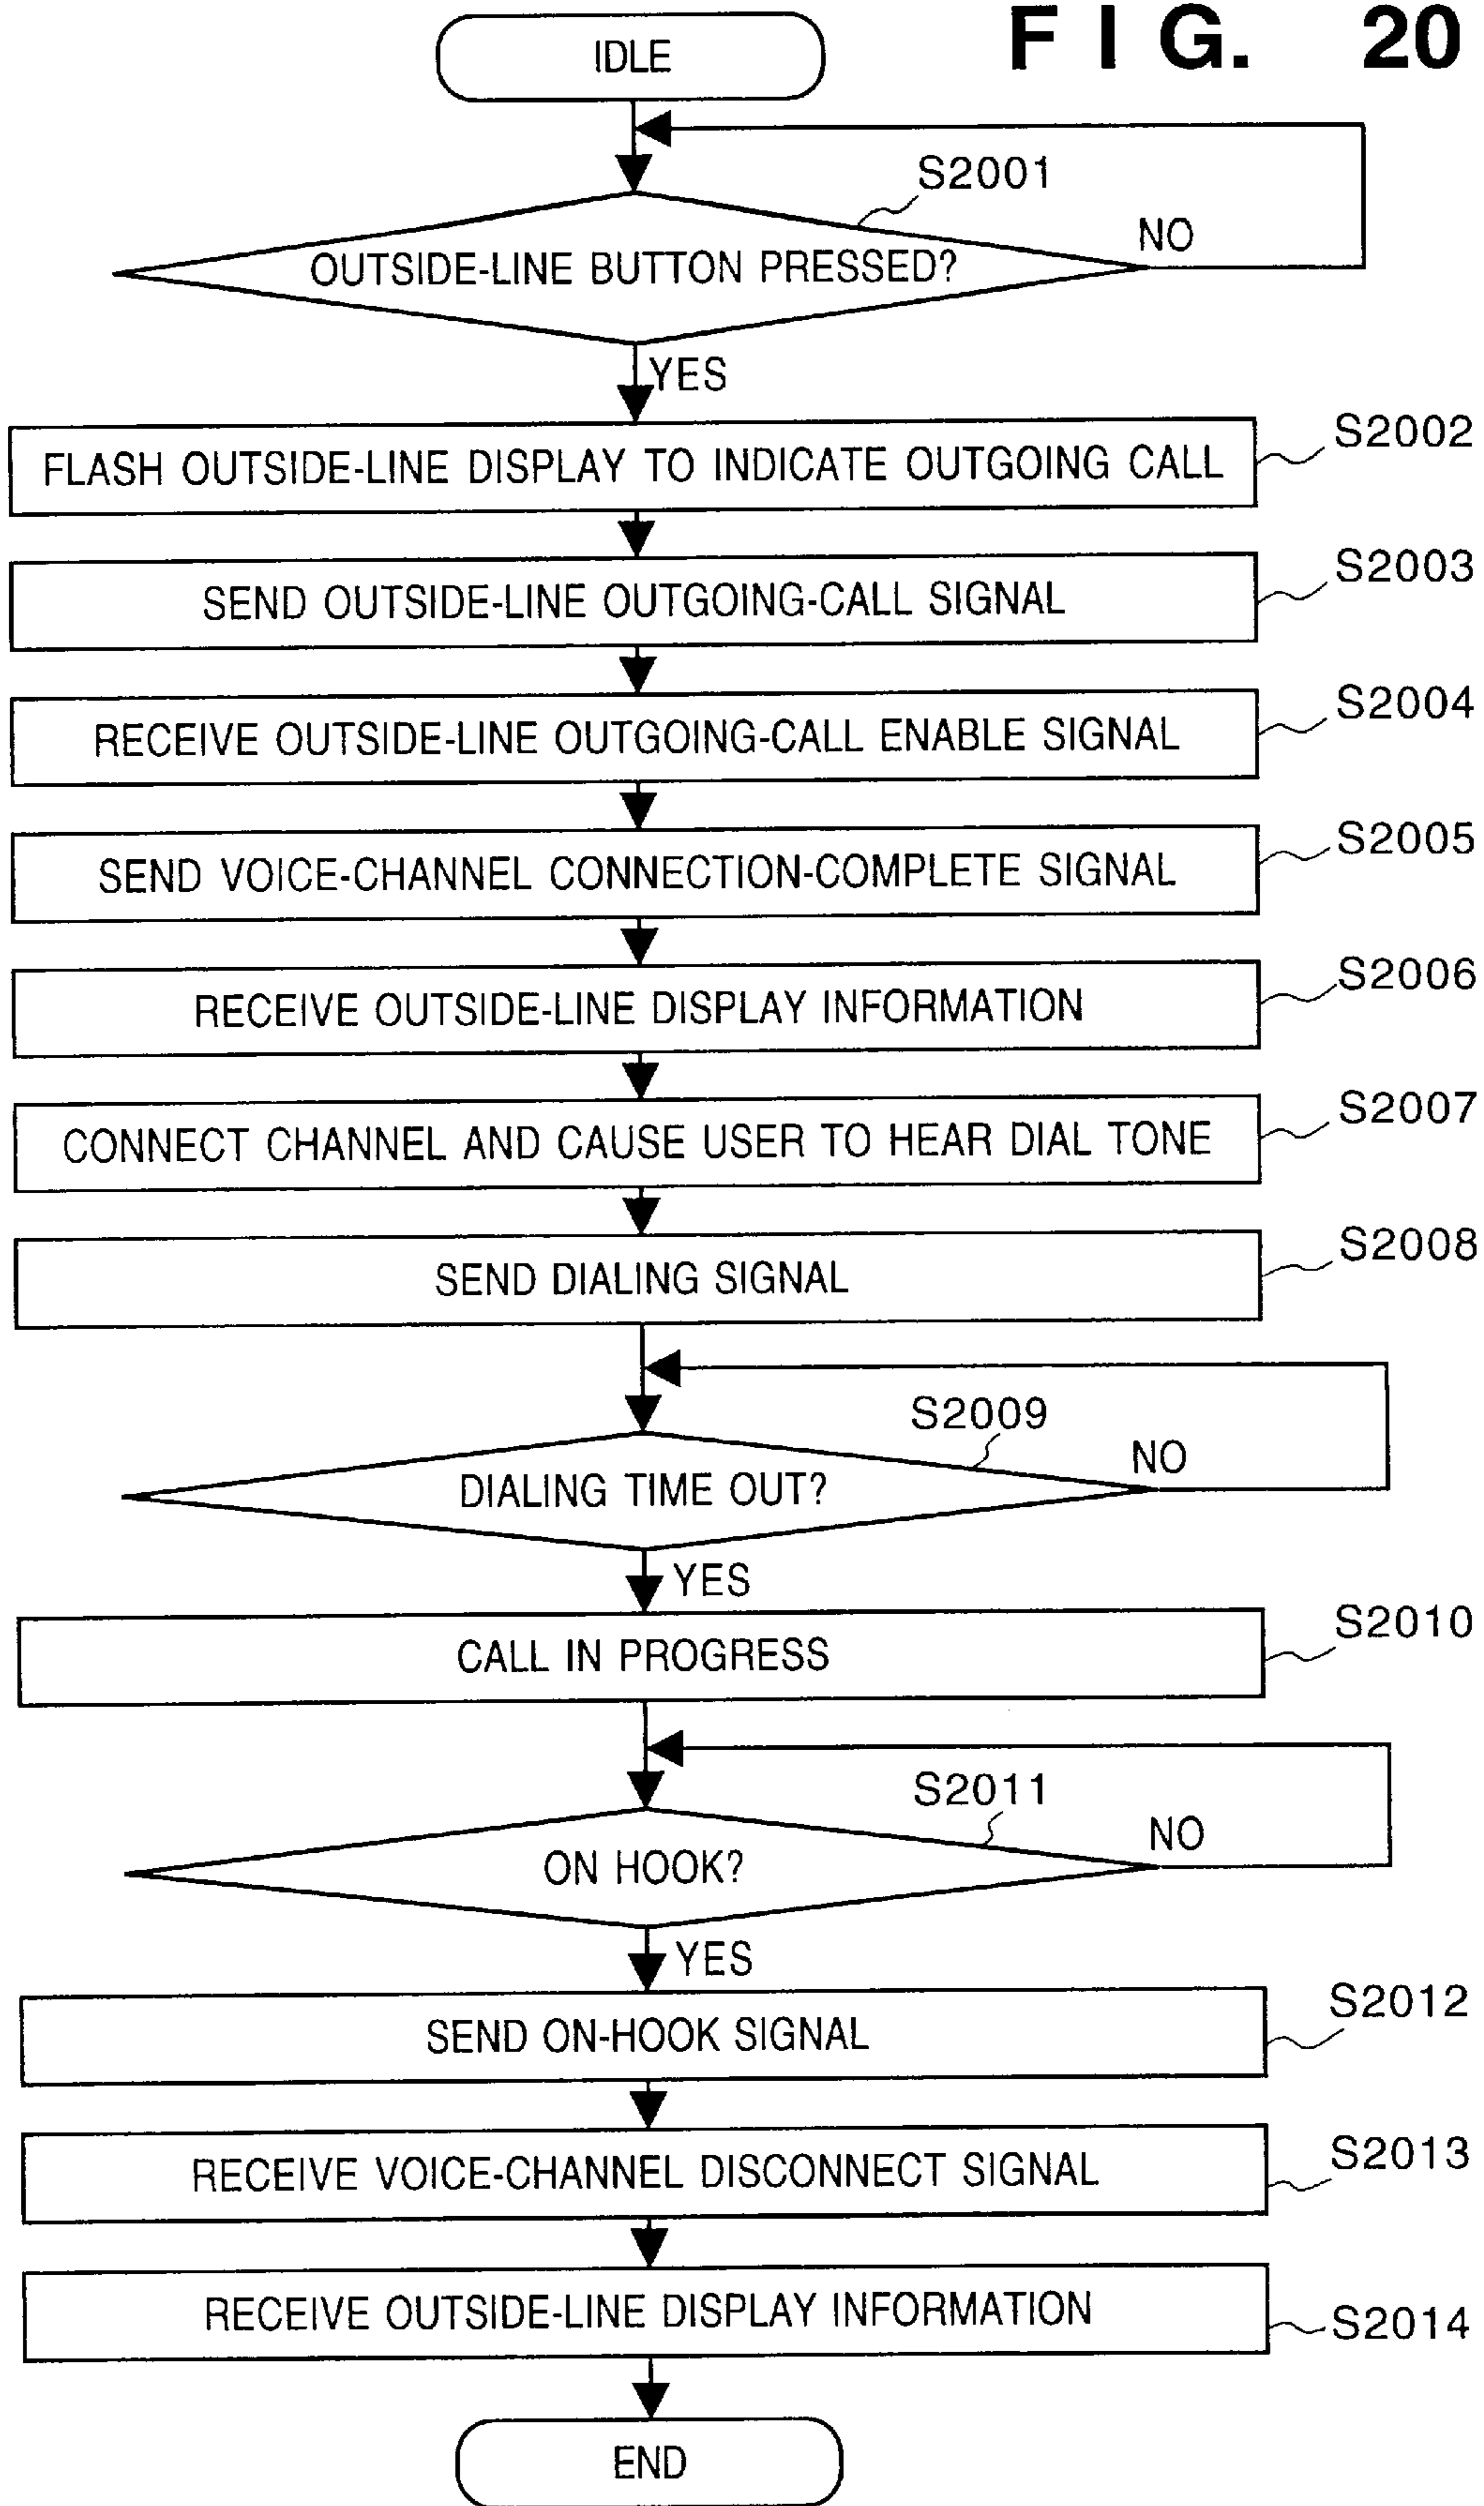 FIG. 20
IDLE
S2001
OUTSIDE-LINE BUTTON PRESSED?
NO
YES
FLASH OUTSIDE-LINE DISPLAY TO INDICATE OUTGOING CALL
S2002
SEND OUTSIDE-LINE OUTGOING-CALL SIGNAL
S2003
RECEIVE OUTSIDE-LINE OUTGOING-CALL ENABLE SIGNAL
S2004
SEND VOICE-CHANNEL CONNECTION-COMPLETE SIGNAL
S2005
RECEIVE OUTSIDE-LINE DISPLAY INFORMATION
S2006
CONNECT CHANNEL AND CAUSE USER TO HEAR DIAL TONE
S2007
SEND DIALING SIGNAL
S2008
S2009
DIALING TIME OUT?
NO
YES
CALL IN PROGRESS
S2010
S2011
ON HOOK?
NO
YES
SEND ON-HOOK SIGNAL
S2012
RECEIVE VOICE-CHANNEL DISCONNECT SIGNAL
S2013
RECEIVE OUTSIDE-LINE DISPLAY INFORMATION
S2014
END